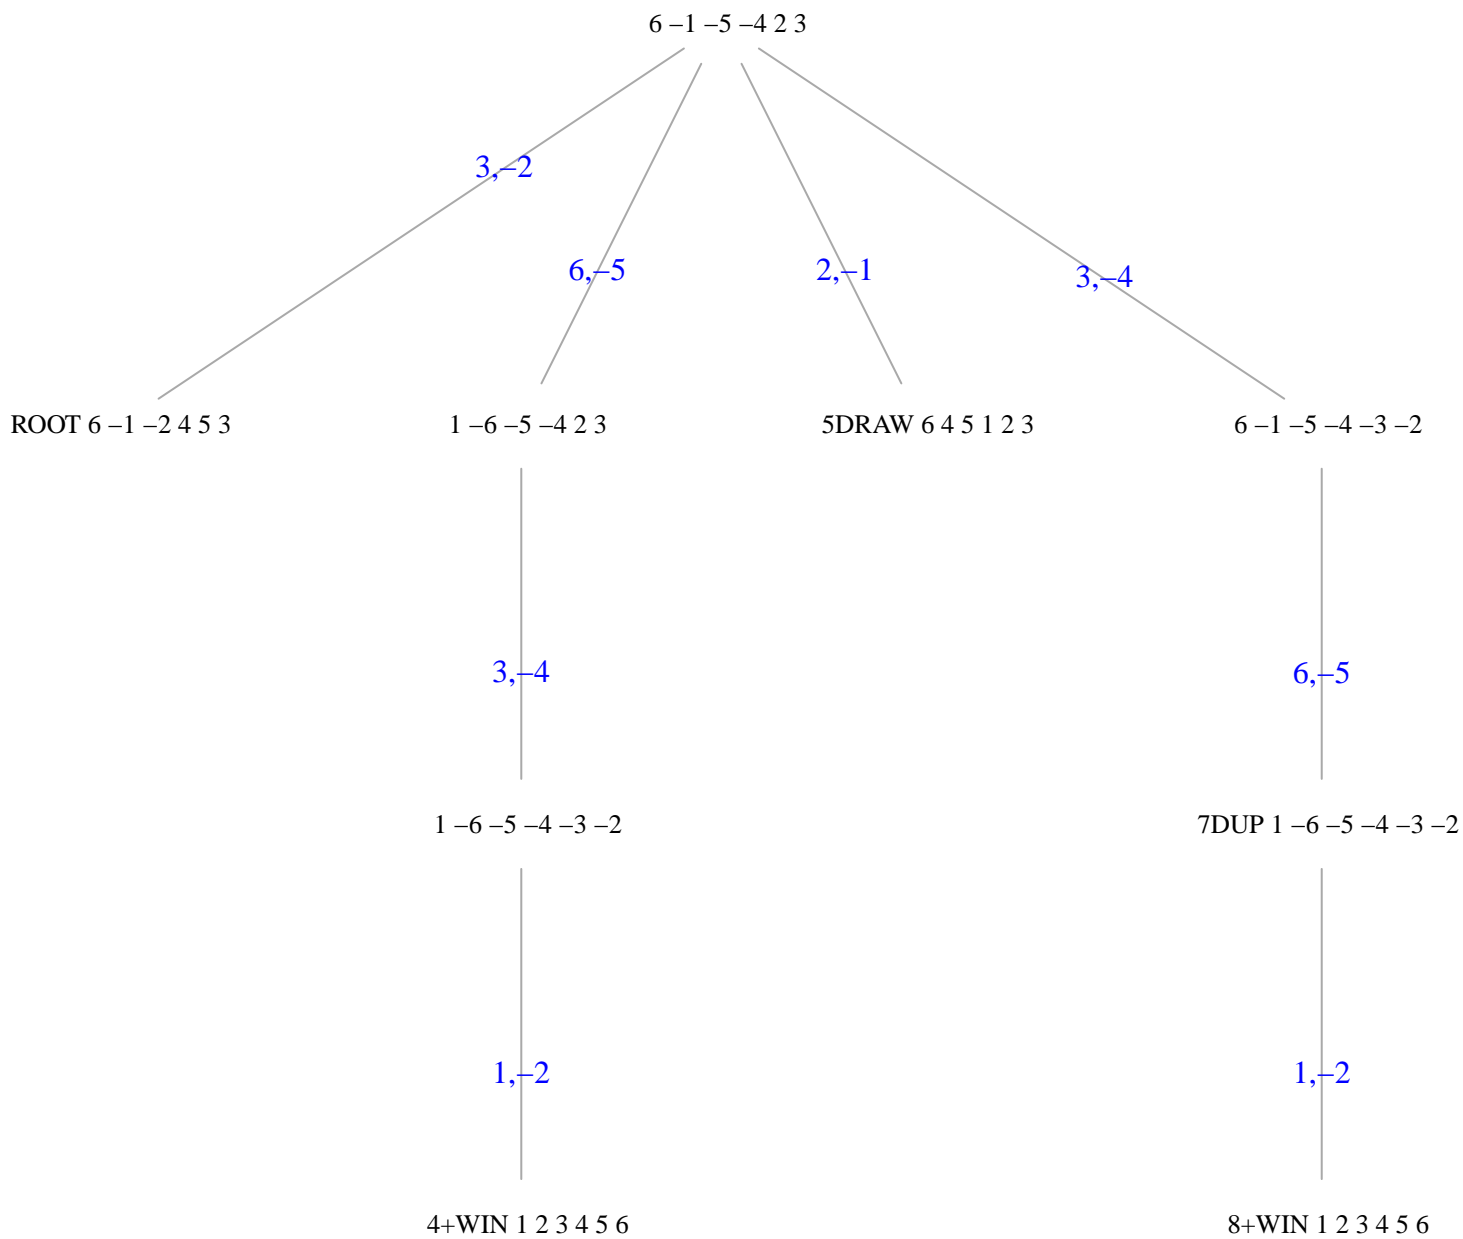 6 –1 –5 –4 2 3
3,–2
6,–5
2,–1
3,–4
ROOT 6 –1 –2 4 5 3
1 –6 –5 –4 2 3
5DRAW 6 4 5 1 2 3
6 –1 –5 –4 –3 –2
3,–4
6,–5
1 –6 –5 –4 –3 –2
7DUP 1 –6 –5 –4 –3 –2
1,–2
1,–2
4+WIN 1 2 3 4 5 6
8+WIN 1 2 3 4 5 6